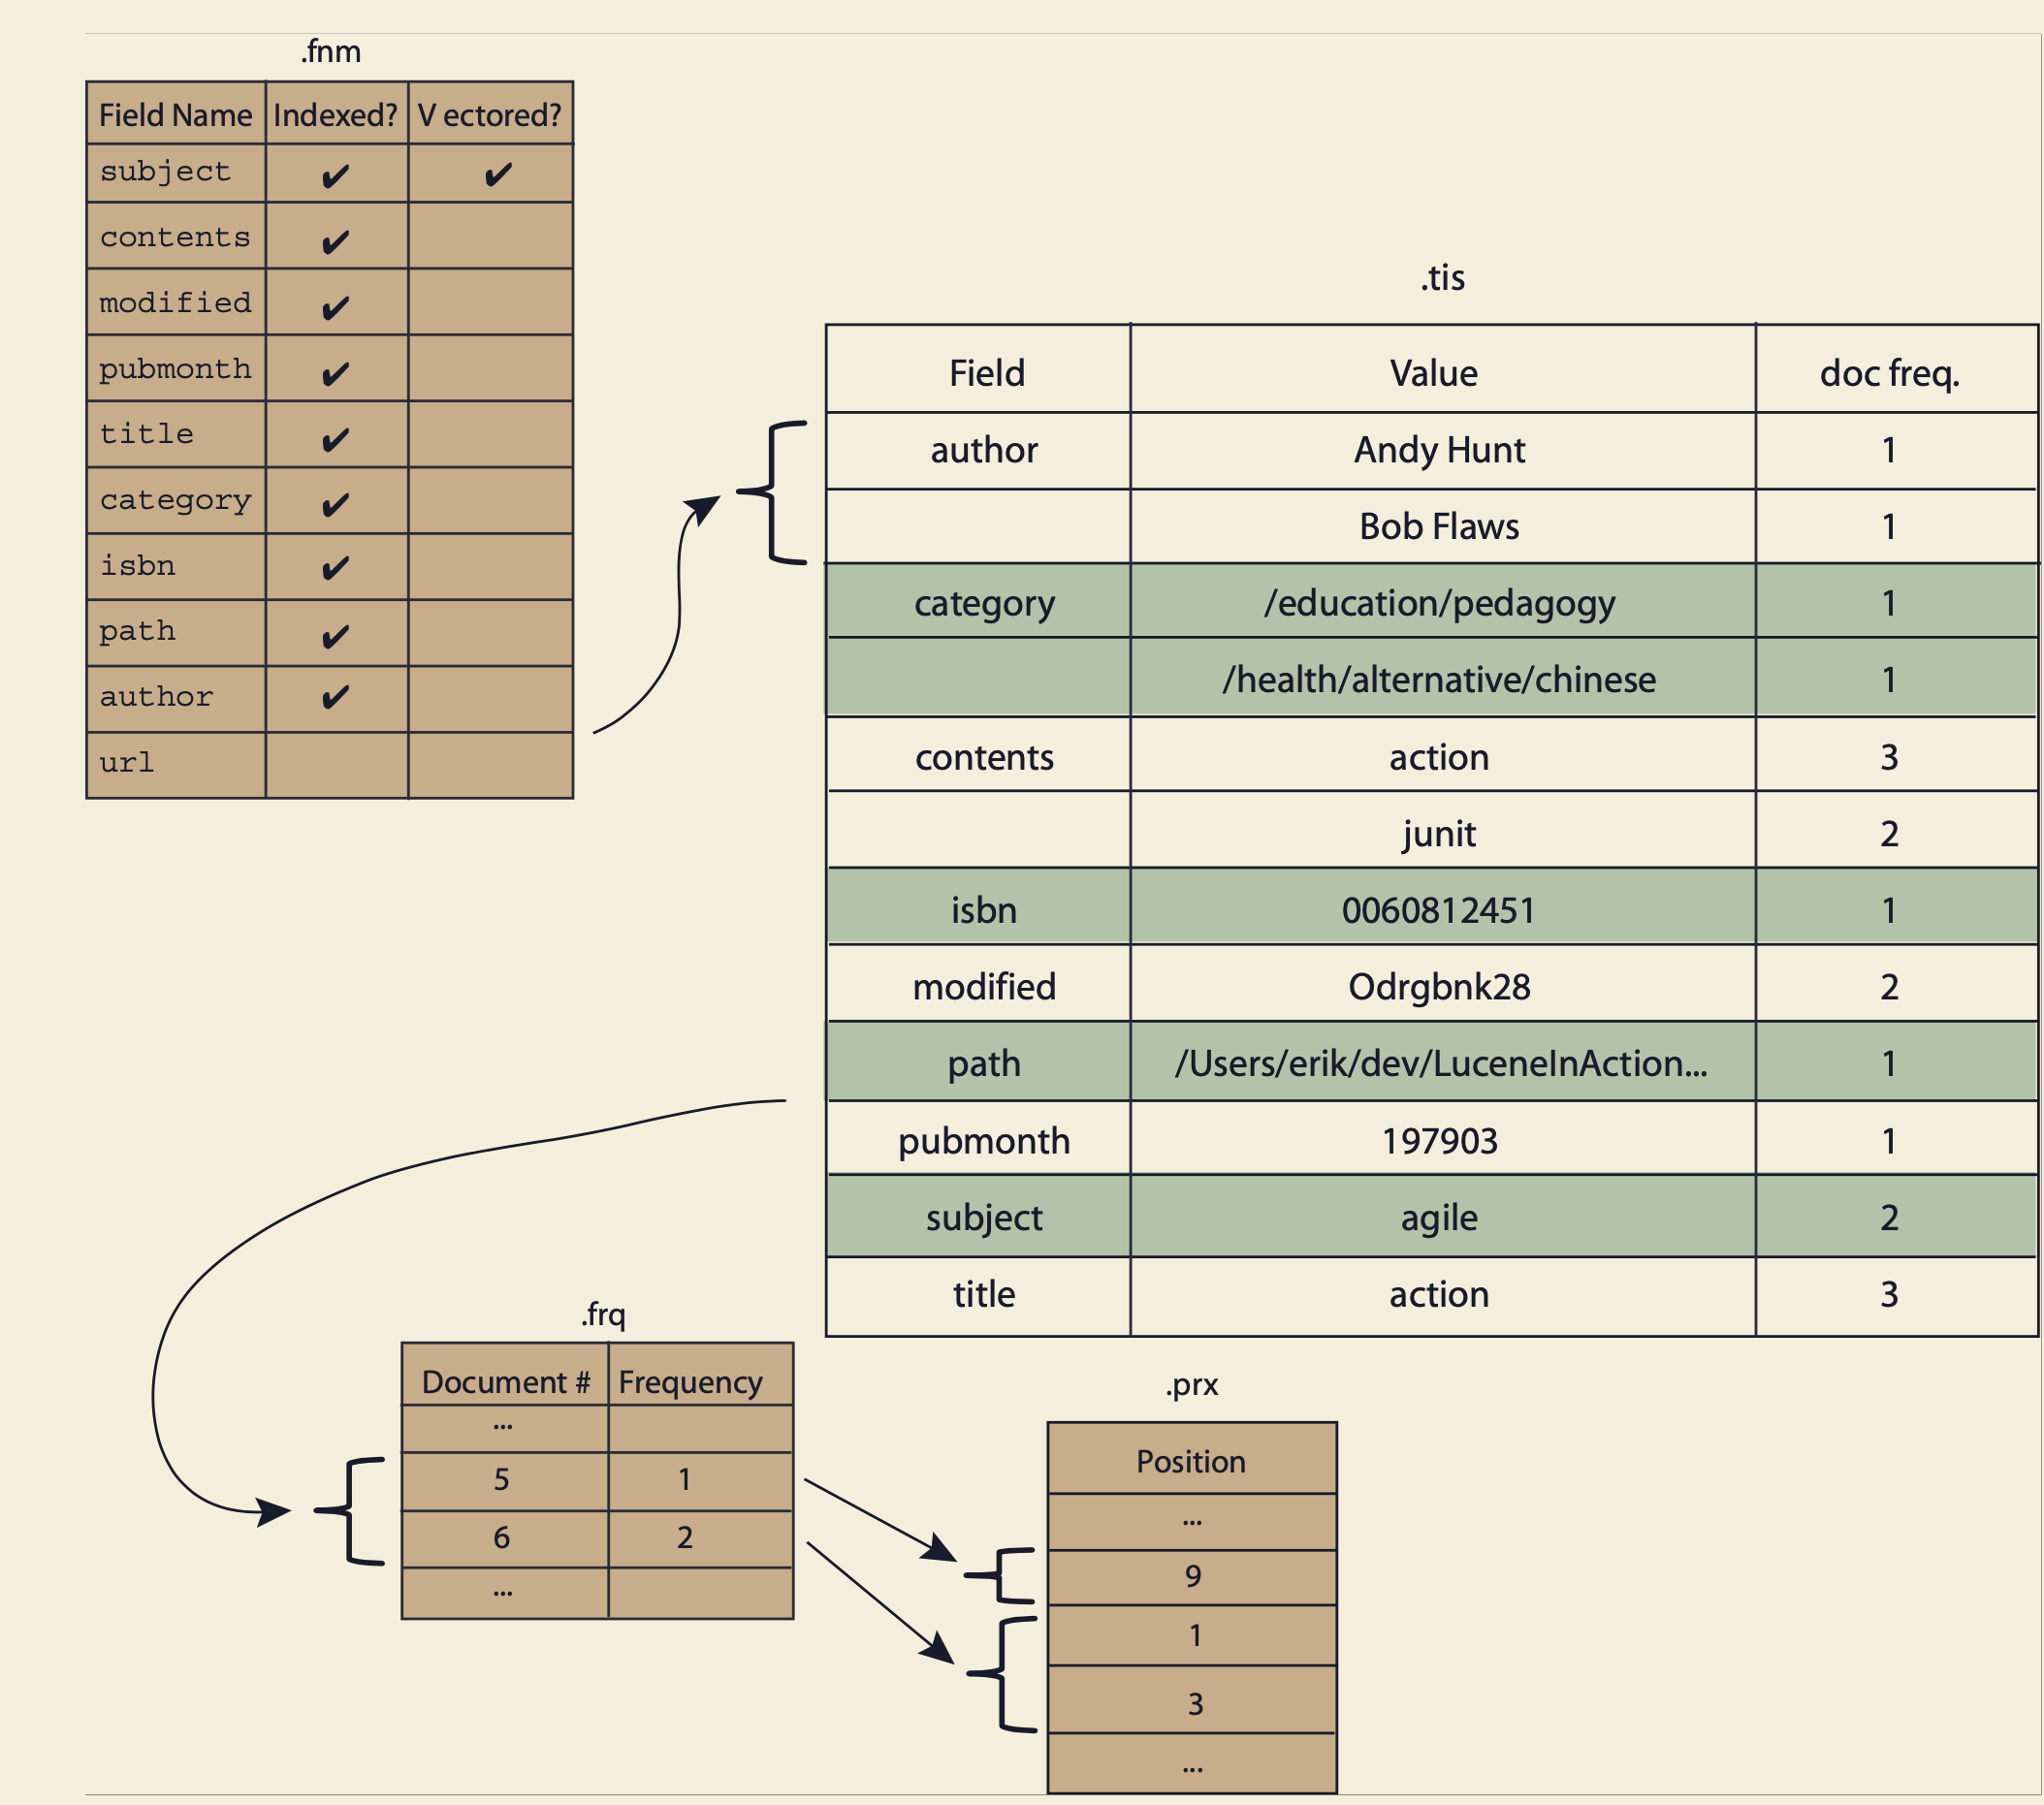 .fnm
Field Name Indexed? V ectored?
subject ✔ ✔
contents ✔
modified ✔
pubmonth ✔
title ✔
category ✔
isbn ✔
path ✔
author ✔
url
.tis
Field Value doc freq.
author Andy Hunt 1
Bob Flaws 1
category /education/pedagogy 1
/health/alternative/chinese 1
contents action 3
junit 2
isbn 0060812451 1
modified Odrgbnk28 2
path /Users/erik/dev/LuceneInAction... 1
pubmonth 197903 1
subject agile 2
title action 3
.frq
Document # Frequency
...
5 1
6 2
...
.prx
Position
...
9
1
3
...